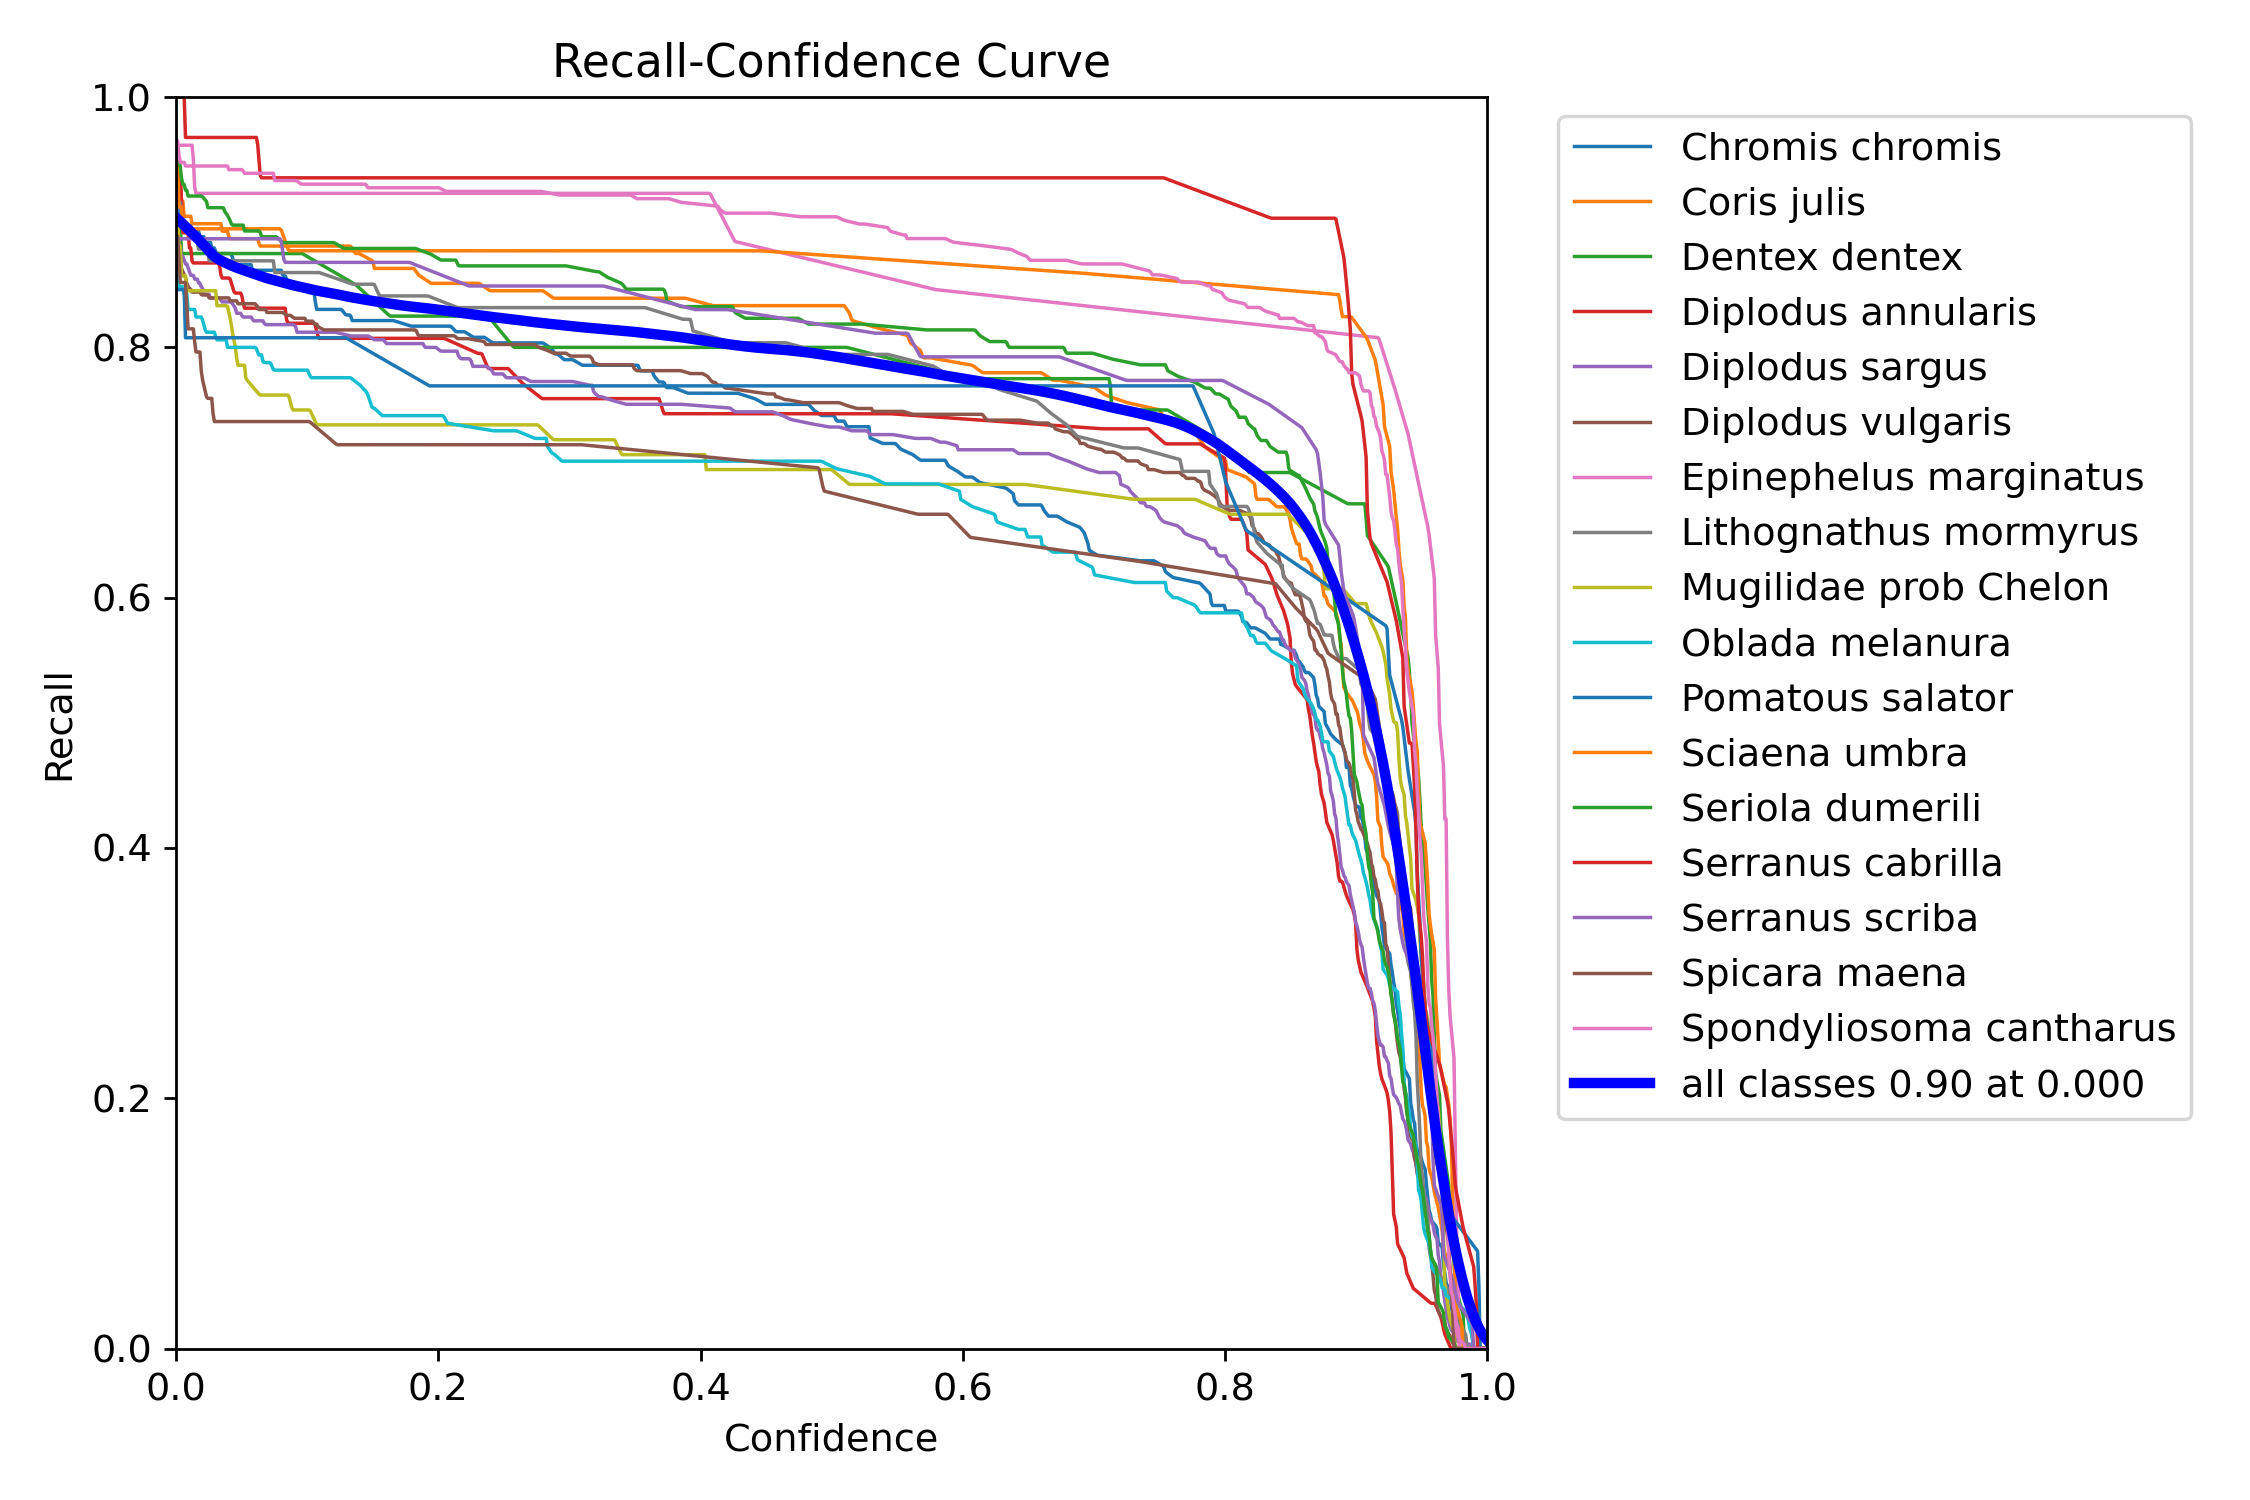 Recall-Confidence Curve
1.0
0.8
0.6
0.4
0.2
0.0
Recall
0.0 0.2 0.4 0.6 0.8 1.0
Confidence
Chromis chromis
Coris julis
Dentex dentex
Diplodus annularis
Diplodus sargus
Diplodus vulgaris
Epinephelus marginatus
Lithognathus mormyrus
Mugilidae prob Chelon
Oblada melanura
Pomatous salator
Sciaena umbra
Seriola dumerili
Serranus cabrilla
Serranus scriba
Spicara maena
Spondyliosoma cantharus
all classes 0.90 at 0.000